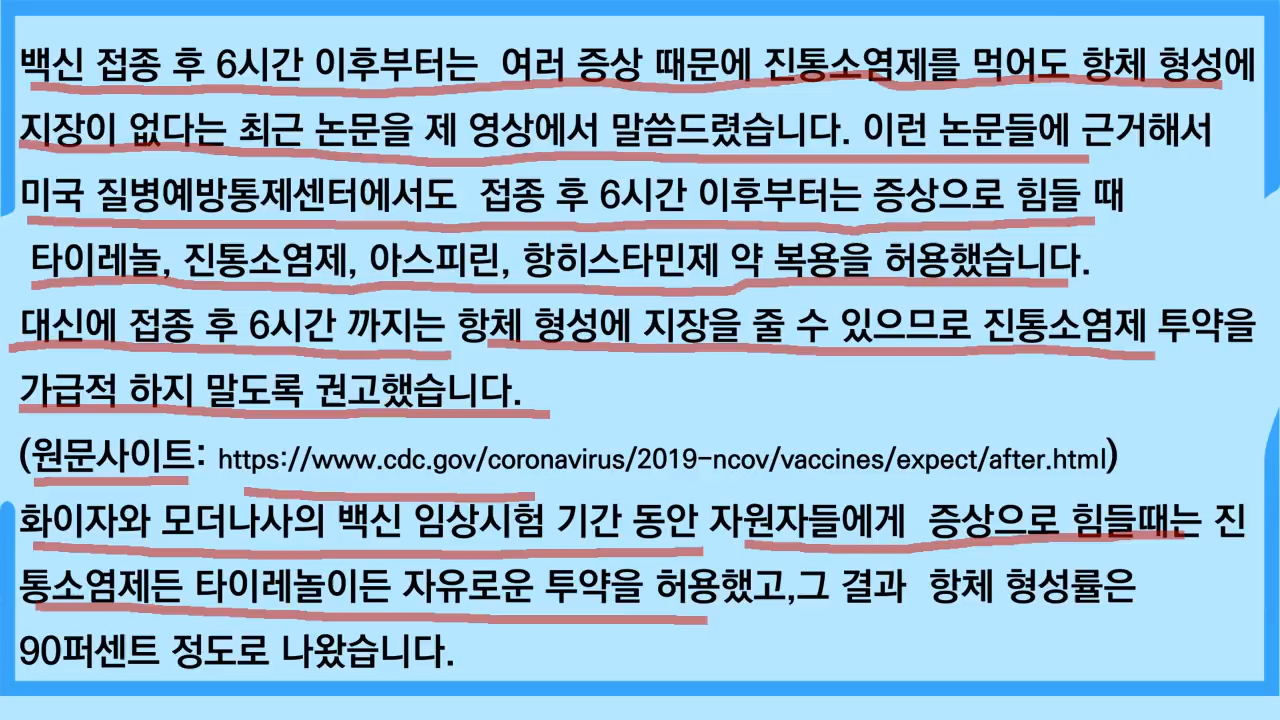 백신 접종 후 6시간 이후부터는 여러 증상 때문에 진통소염제를 먹어도 항체 형성에
지장이 없다는 최근 논문을 제 영상에서 말씀드렸습니다. 이런 논문들에 근거해서
미국 질병예방통제센터에서도 접종 후 6시간 이후부터는 증상으로 힘들 때
타이레놀, 진통소염제, 아스피린, 항히스타민제 약 복용을 허용했습니다.
대신에 접종 후 6시간 까지는 항체 형성에 지장을 줄 수 있으므로 진통소염제 투약을
가급적 하지 말도록 권고했습니다.
(원문사이트: https://www.cdc.gov/coronavirus/2019-ncov/vaccines/expect/after.html)
화이자와 모더나사의 백신 임상시험 기간 동안 자원자들에게 증상으로 힘들때는 진
통소염제든 타이레놀이든 자유로운 투약을 허용했고,그 결과 항체 형성률은
90퍼센트 정도로 나왔습니다.